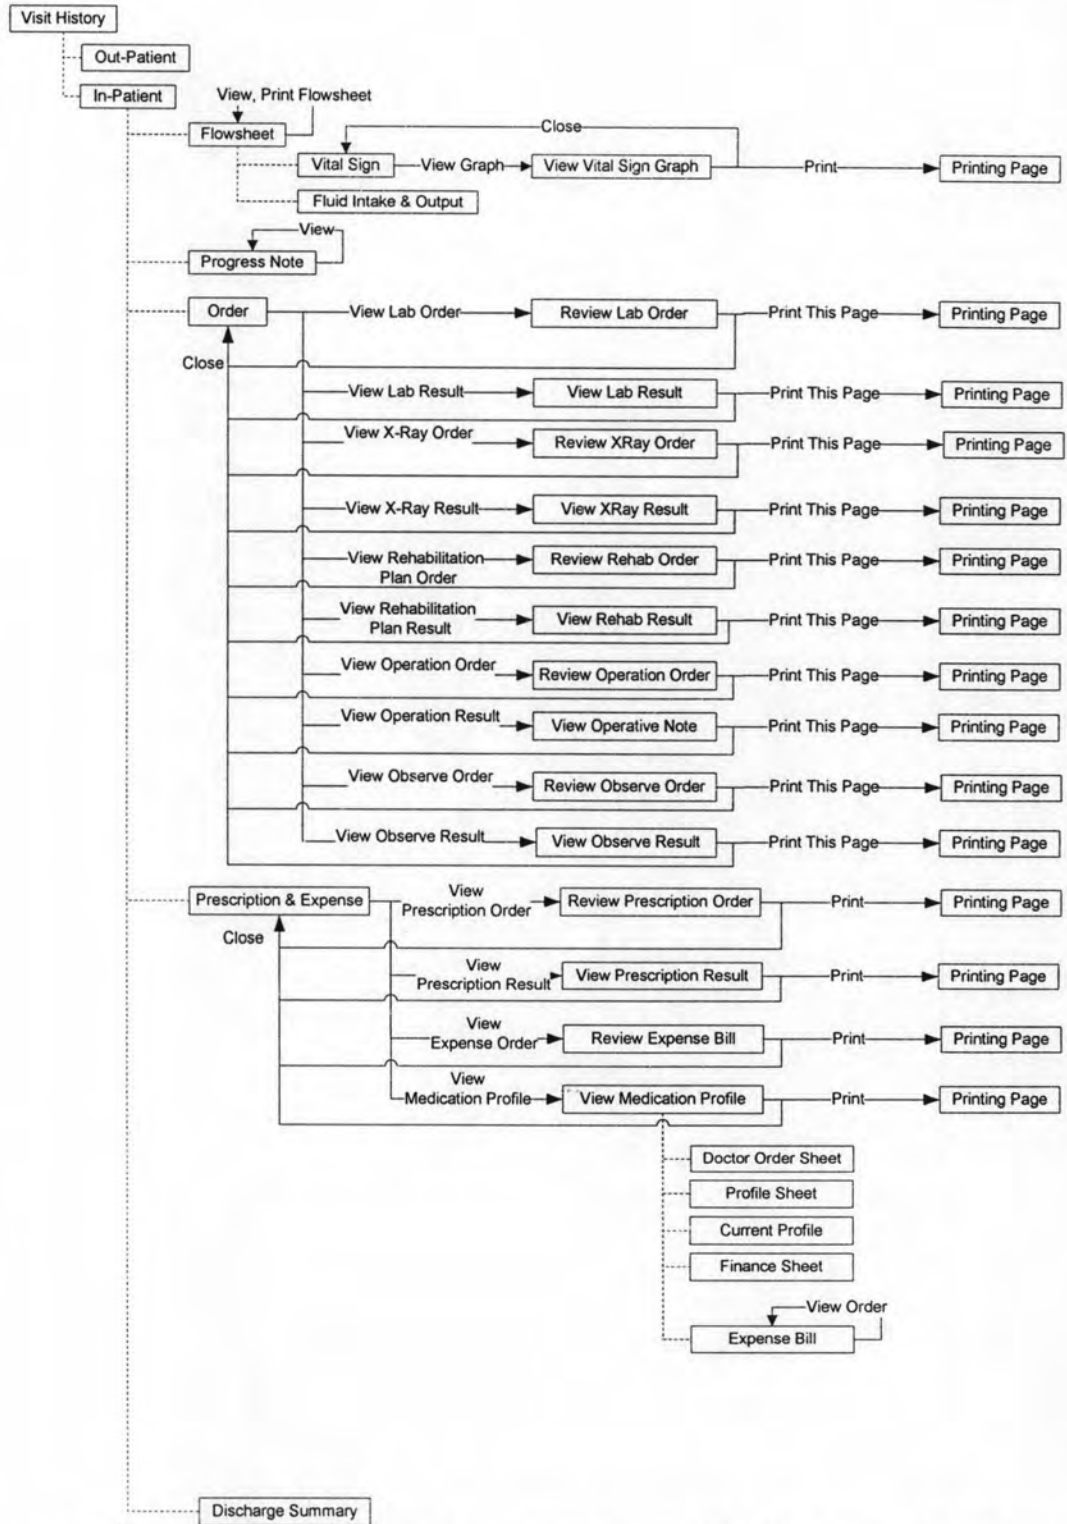 Visit History
Out-Patient
In-Patient
View, Print Flowsheet
Flowsheet
Close
Vital Sign
View Graph
View Vital Sign Graph
Print
Printing Page
Fluid Intake & Output
View
Progress Note
Order
View Lab Order
Review Lab Order
Print This Page
Printing Page
Close
View Lab Result
View Lab Result
Print This Page
Printing Page
View X-Ray Order
Review XRay Order
Print This Page
Printing Page
View X-Ray Result
View XRay Result
Print This Page
Printing Page
View Rehabilitation
Plan Order
Review Rehab Order
Print This Page
Printing Page
View Rehabilitation
Plan Result
View Rehab Result
Print This Page
Printing Page
View Operation Order
Review Operation Order
Print This Page
Printing Page
View Operation Result
View Operative Note
Print This Page
Printing Page
View Observe Order
Review Observe Order
Print This Page
Printing Page
View Observe Result
View Observe Result
Print This Page
Printing Page
Prescription & Expense
View
Prescription Order
Review Prescription Order
Print
Printing Page
Close
View
Prescription Result
View Prescription Result
Print
Printing Page
View
Expense Order
Review Expense Bill
Print
Printing Page
View
Medication Profile
View Medication Profile
Print
Printing Page
Doctor Order Sheet
Profile Sheet
Current Profile
Finance Sheet
View Order
Expense Bill
Discharge Summary